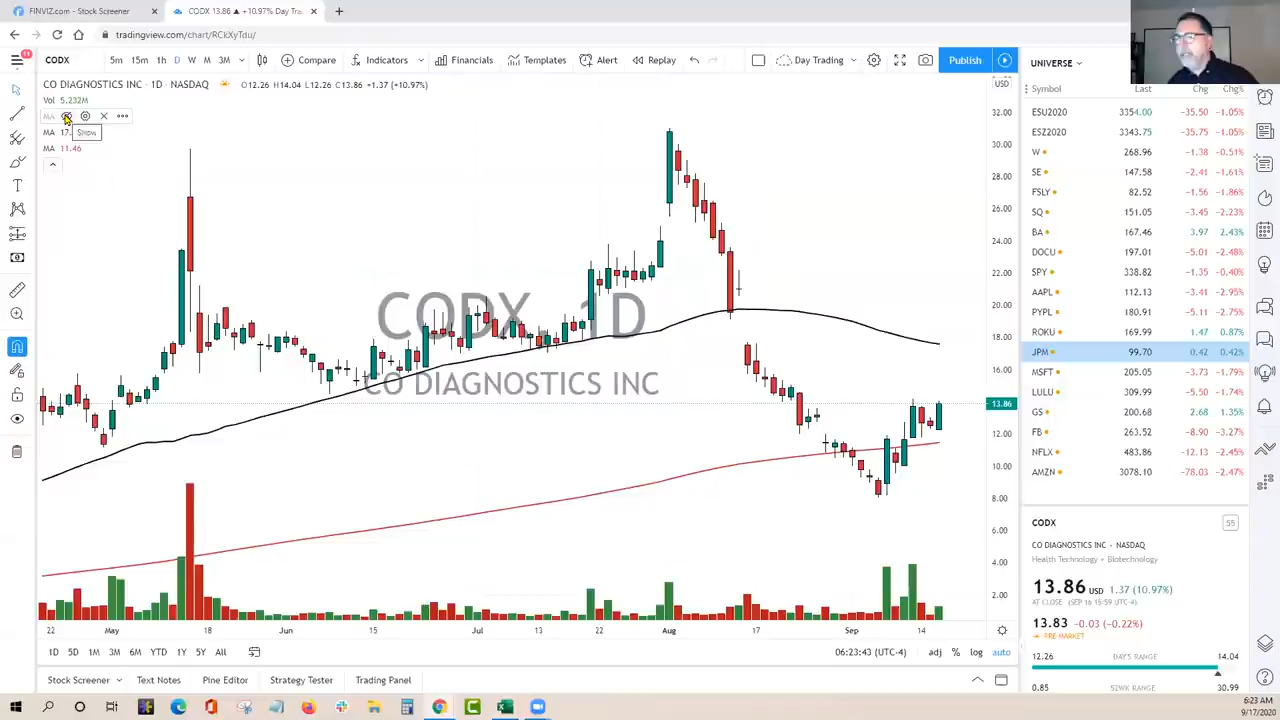 FINVIZ.com - Stock Screener
CODX 13.86 ▲ +10.97% Day Tra
tradingview.com/chart/RCkXyTdu/
11
CODX
5m 15m 1h D W M 3M
Compare
Indicators
Financials
Templates
Alert
Replay
Day Trading
Publish
UNIVERSE
CO DIAGNOSTICS INC · 1D · NASDAQ
O12.26 H14.04 L12.26 C13.86 +1.37 (+10.97%)
Vol 5.232M
MA
MA 17.
Show
MA 11.46
USD
CODX, 1D
CO DIAGNOSTICS INC
32.00
30.00
28.00
26.00
24.00
22.00
20.00
18.00
16.00
13.86
12.00
10.00
8.00
6.00
4.00
2.00
22 May 18 Jun 15 Jul 13 22 Aug 17 Sep 14
1D 5D 1M 3M 6M YTD 1Y 5Y All
06:23:43 (UTC-4)
adj % log auto
Stock Screener
Text Notes
Pine Editor
Strategy Tester
Trading Panel
Symbol Last Chg Chg%
ESU2020 3354.00 −35.75 −1.05%
ESZ2020 3343.75 −35.75 −1.05%
W 268.96 −1.38 −0.51%
SE 147.58 −2.41 −1.61%
FSLY 82.52 −1.56 −1.86%
SQ 151.05 −3.45 −2.23%
BA 167.46 3.97 2.43%
DOCU 197.01 −5.01 −2.48%
SPY 338.82 −1.35 −0.40%
AAPL 112.13 −3.41 −2.95%
PYPL 180.91 −5.11 −2.75%
ROKU 169.99 1.47 0.87%
JPM 99.70 0.42 0.42%
MSFT 205.05 −3.73 −1.79%
LULU 309.99 −5.50 −1.74%
GS 200.68 2.68 1.35%
FB 263.52 −8.90 −3.27%
NFLX 483.86 −12.13 −2.45%
AMZN 3078.10 −78.03 −2.47%
CODX
55
CO DIAGNOSTICS INC · NASDAQ
Health Technology · Biotechnology
13.86 USD 1.37 (10.97%)
AT CLOSE (SEP 16 15:59 UTC-4)
13.83 −0.03 (−0.22%)
PRE-MARKET
12.26 DAY'S RANGE 14.04
0.85 52WK RANGE 30.99
6:23 AM
9/17/2020